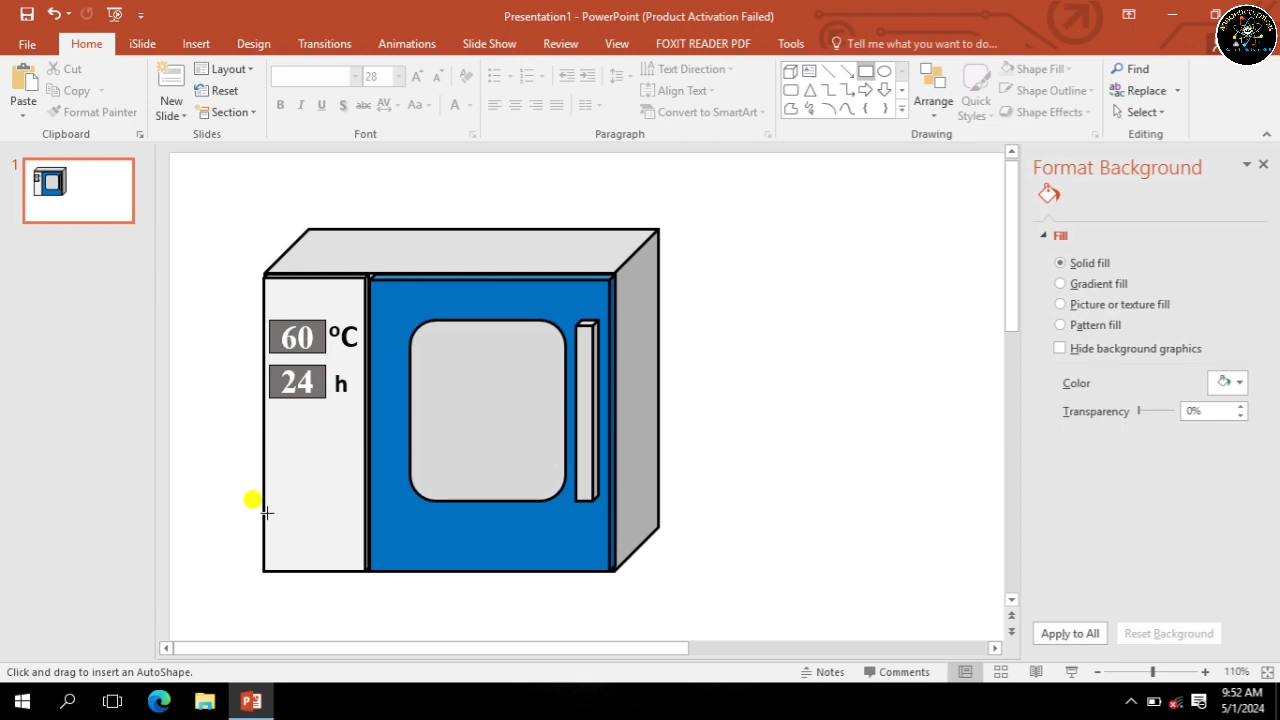 Presentation1 - PowerPoint (Product Activation Failed)
File Home iSlide Insert Design Transitions Animations Slide Show Review View FOXIT READER PDF Tools Tell me what you want to do...
Paste
Cut
Copy
Format Painter
Clipboard
New Slide
Layout
Reset
Section
Slides
28
B I U S abc AV Aa A
Font
Text Direction
Align Text
Convert to SmartArt
Paragraph
Arrange
Quick Styles
Shape Fill
Shape Outline
Shape Effects
Drawing
Find
Replace
Select
Editing
1
60 °C
24 h
Format Background
Fill
Solid fill
Gradient fill
Picture or texture fill
Pattern fill
Hide background graphics
Color
Transparency 0%
Apply to All Reset Background
Click and drag to insert an AutoShape.
Notes Comments 110%
9:52 AM
5/1/2024